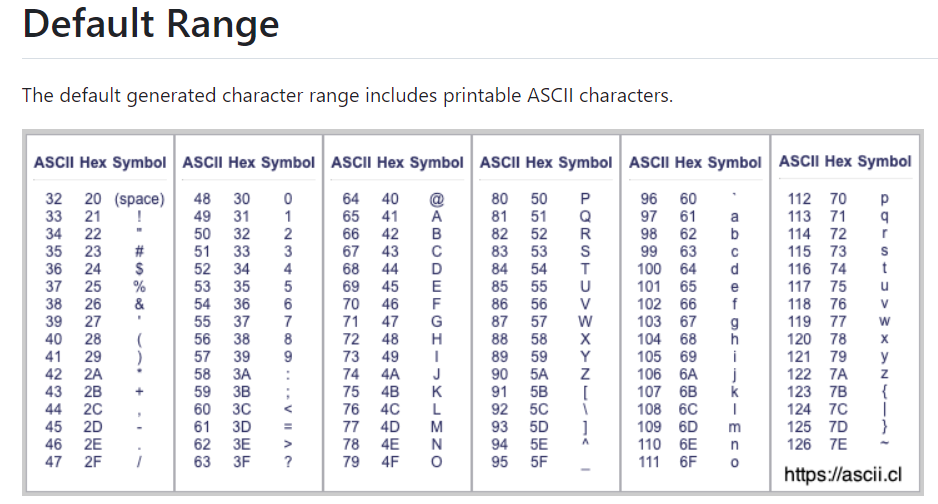 Default Range
The default generated character range includes printable ASCII characters.
ASCII Hex Symbol ASCII Hex Symbol ASCII Hex Symbol ASCII Hex Symbol ASCII Hex Symbol ASCII Hex Symbol
32 20 (space) 48 30 0 64 40 @ 80 50 P 96 60 ` 112 70 p
33 21 ! 49 31 1 65 41 A 81 51 Q 97 61 a 113 71 q
34 22 " 50 32 2 66 42 B 82 52 R 98 62 b 114 72 r
35 23 # 51 33 3 67 43 C 83 53 S 99 63 c 115 73 s
36 24 $ 52 34 4 68 44 D 84 54 T 100 64 d 116 74 t
37 25 % 53 35 5 69 45 E 85 55 U 101 65 e 117 75 u
38 26 & 54 36 6 70 46 F 86 56 V 102 66 f 118 76 v
39 27 ' 55 37 7 71 47 G 87 57 W 103 67 g 119 77 w
40 28 ( 56 38 8 72 48 H 88 58 X 104 68 h 120 78 x
41 29 ) 57 39 9 73 49 I 89 59 Y 105 69 i 121 79 y
42 2A * 58 3A : 74 4A J 90 5A Z 106 6A j 122 7A z
43 2B + 59 3B ; 75 4B K 91 5B [ 107 6B k 123 7B {
44 2C , 60 3C < 76 4C L 92 5C \ 108 6C l 124 7C |
45 2D - 61 3D = 77 4D M 93 5D ] 109 6D m 125 7D }
46 2E . 62 3E > 78 4E N 94 5E ^ 110 6E n 126 7E ~
47 2F / 63 3F ? 79 4F O 95 5F _ 111 6F o
https://ascii.cl